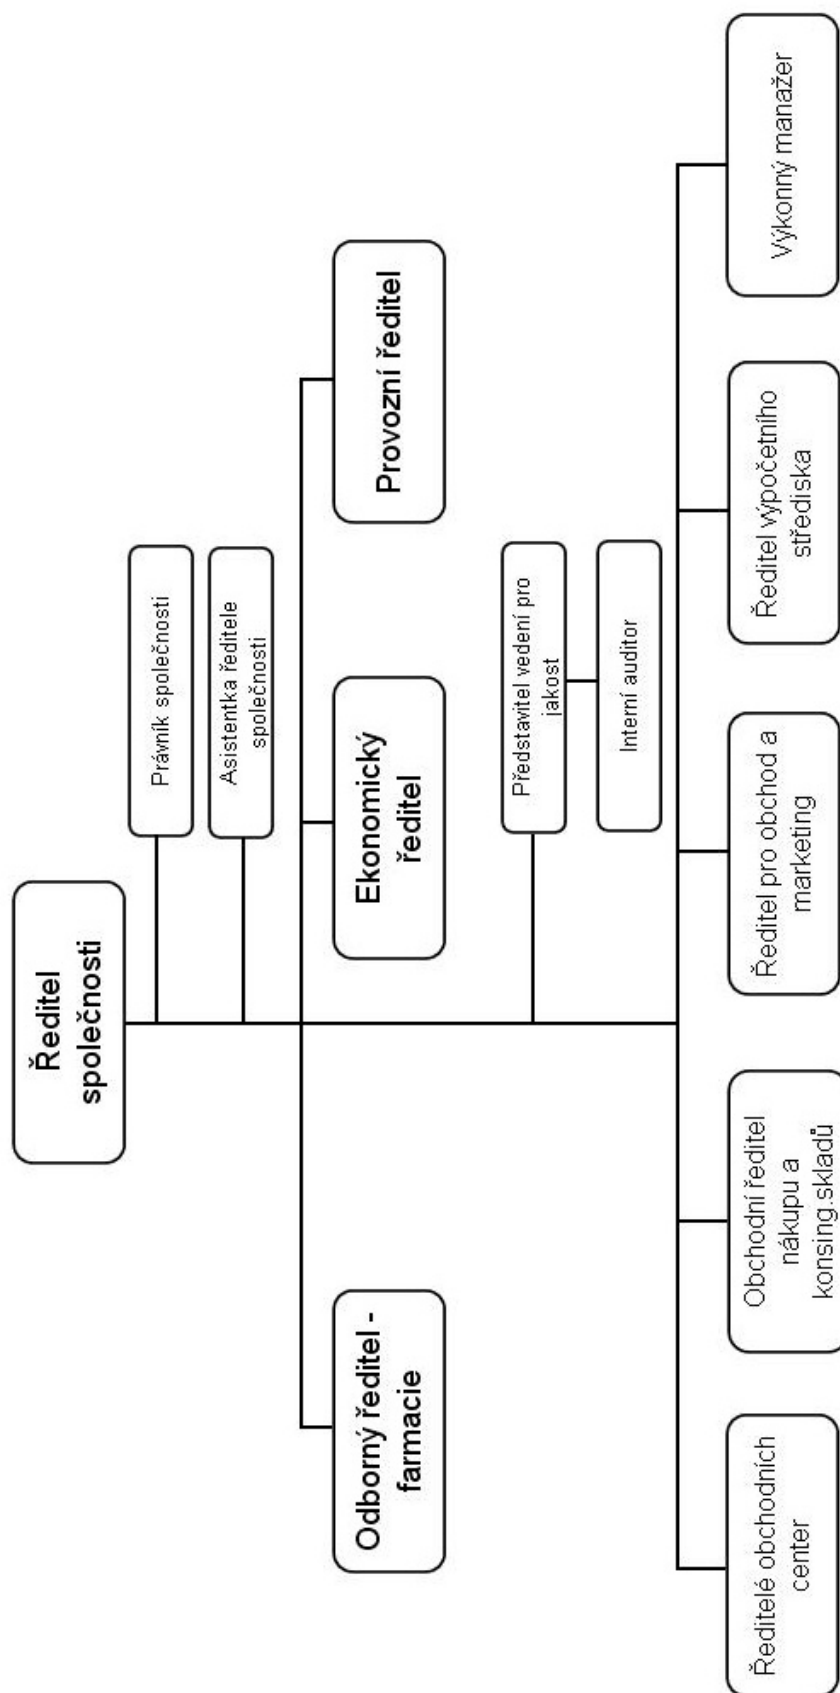 Ředitel
společnosti
Právník společnosti
Asistentka ředitele
společnosti
Odborný ředitel -
farmacie
Ekonomický
ředitel
Provozní ředitel
Představitel vedení pro
jakost
Interní auditor
Ředitelé obchodních
center
Obchodní ředitel
nákupu a
konsing.skladů
Ředitel pro obchod a
marketing
Ředitel výpočetního
střediska
Výkonný manažer